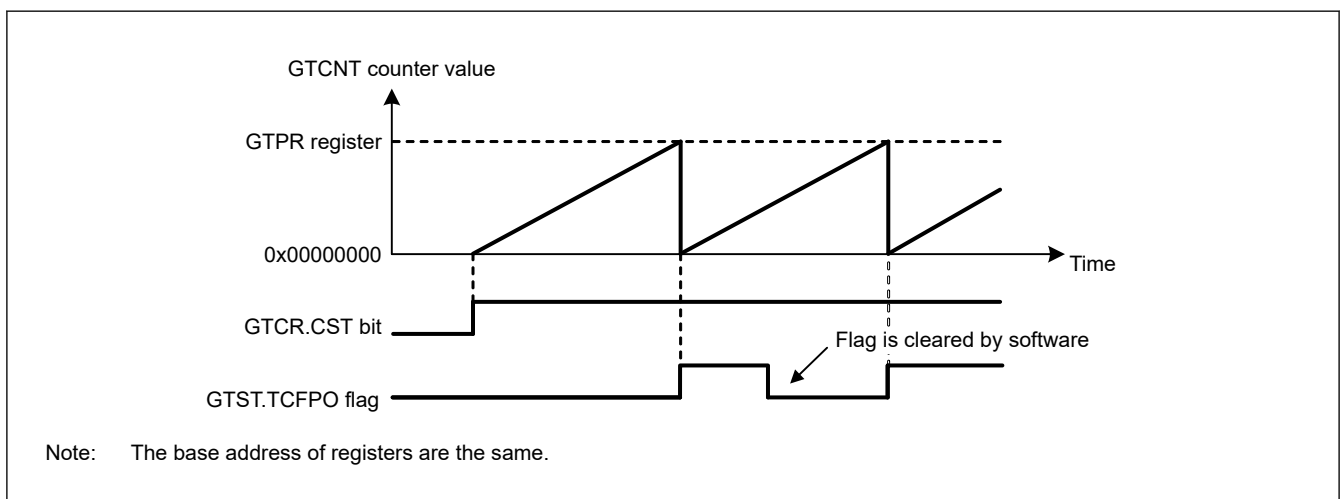 GTCNT counter value
GTPR register
0x00000000
Time
GTCR.CST bit
Flag is cleared by software
GTST.TCFPO flag
Note: The base address of registers are the same.